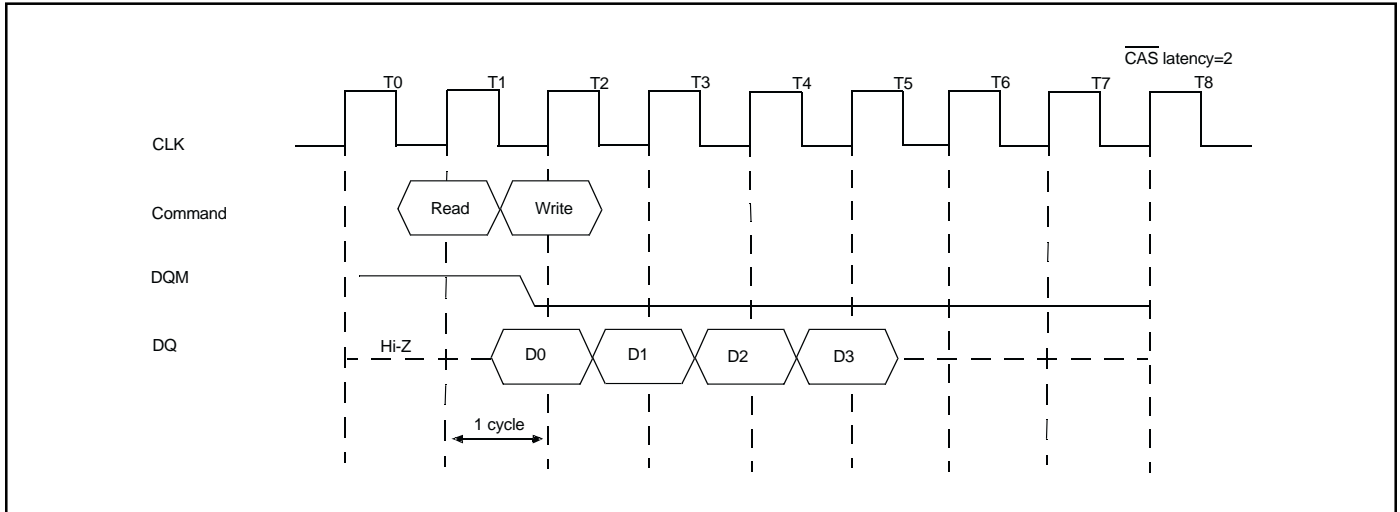 CAS latency=2
T0 T1 T2 T3 T4 T5 T6 T7 T8
CLK
Command Read Write
DQM
Hi-Z
DQ D0 D1 D2 D3
1 cycle